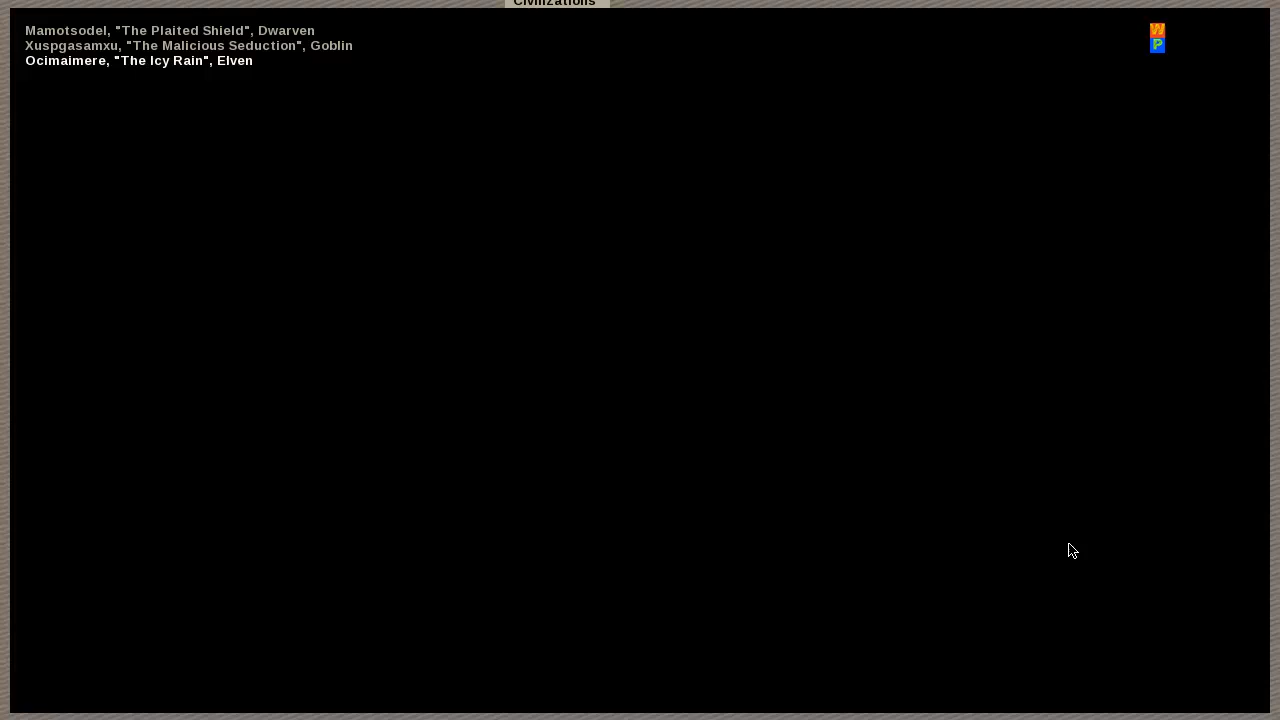 Civilizations
Mamotsodel, "The Plaited Shield", Dwarven
W
Xuspgasamxu, "The Malicious Seduction", Goblin
P
Ocimaimere, "The Icy Rain", Elven